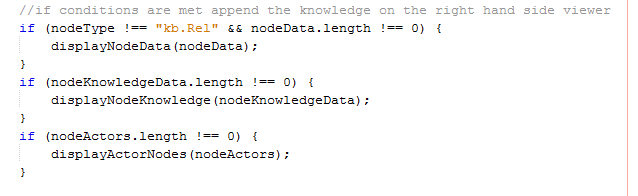 //if conditions are met append the knowledge on the right hand side viewer
if (nodeType !== "kb.Rel" && nodeData.length !== 0) {
    displayNodeData(nodeData);
}
if (nodeKnowledgeData.length !== 0) {
    displayNodeKnowledge(nodeKnowledgeData);
}
if (nodeActors.length !== 0) {
    displayActorNodes(nodeActors);
}